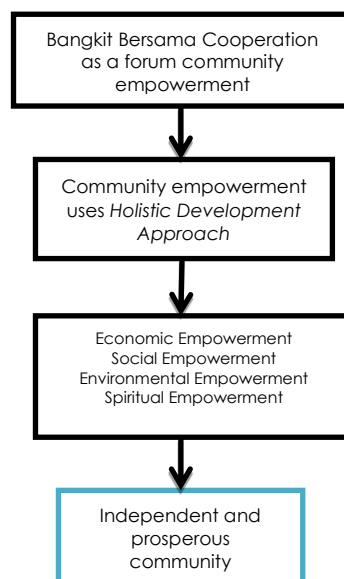 Bangkit Bersama Cooperation
as a forum community
empowerment
Community empowerment
uses Holistic Development
Approach
Economic Empowerment
Social Empowerment
Environmental Empowerment
Spiritual Empowerment
Independent and
prosperous
community